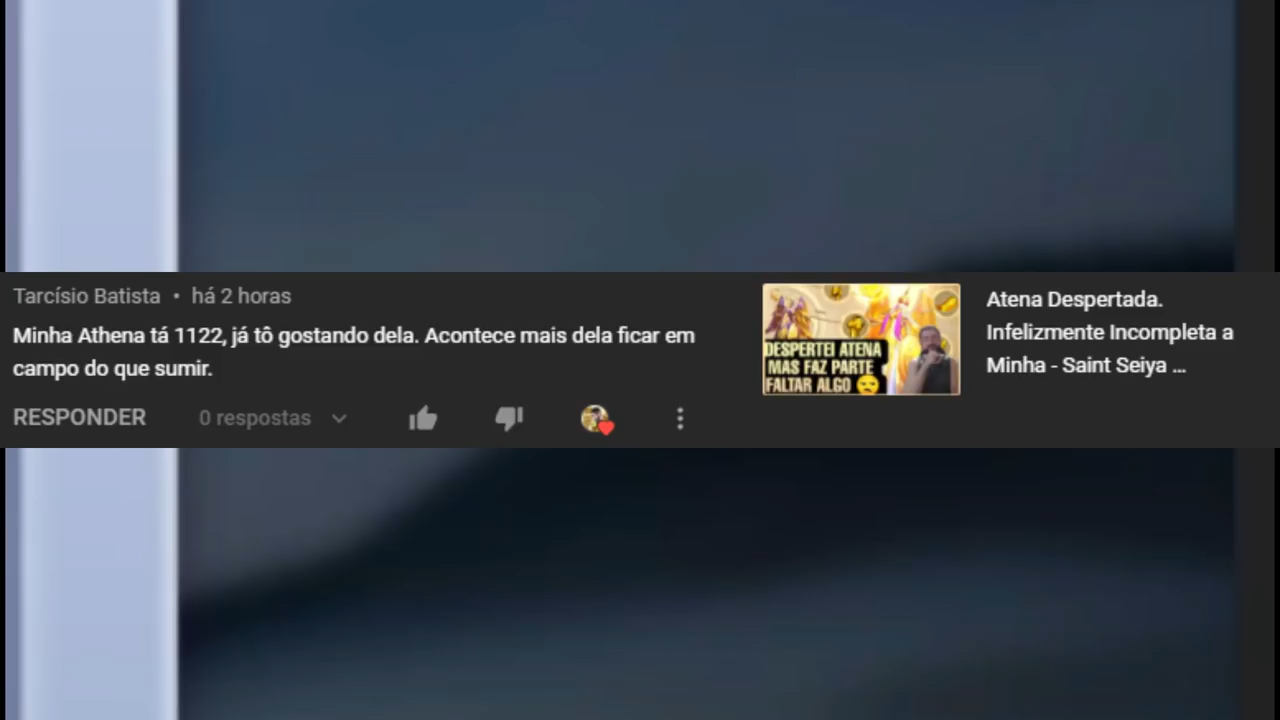 Tarcísio Batista • há 2 horas
Minha Athena tá 1122, já tô gostando dela. Acontece mais dela ficar em
campo do que sumir.
RESPONDER 0 respostas
DESPERTEI ATENA
MAS FAZ PARTE
FALTAR ALGO
Atena Despertada.
Infelizmente Incompleta a
Minha - Saint Seiya ...